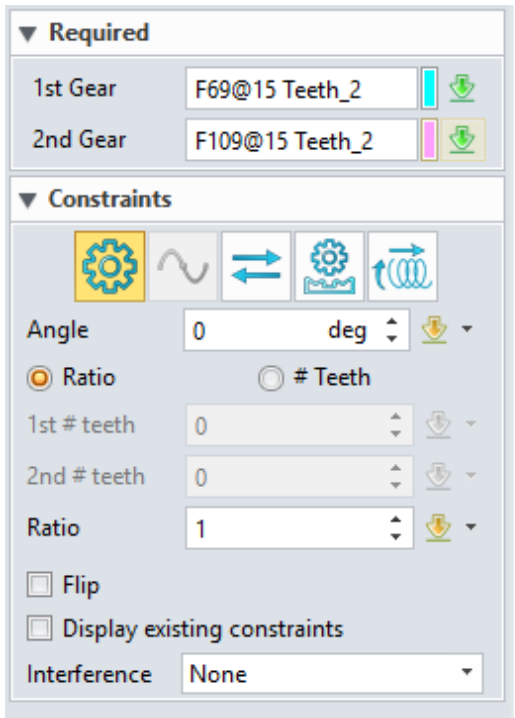 Required
1st Gear F69@15 Teeth_2
2nd Gear F109@15 Teeth_2
Constraints
Angle 0 deg
Ratio # Teeth
1st # teeth 0
2nd # teeth 0
Ratio 1
Flip
Display existing constraints
Interference None